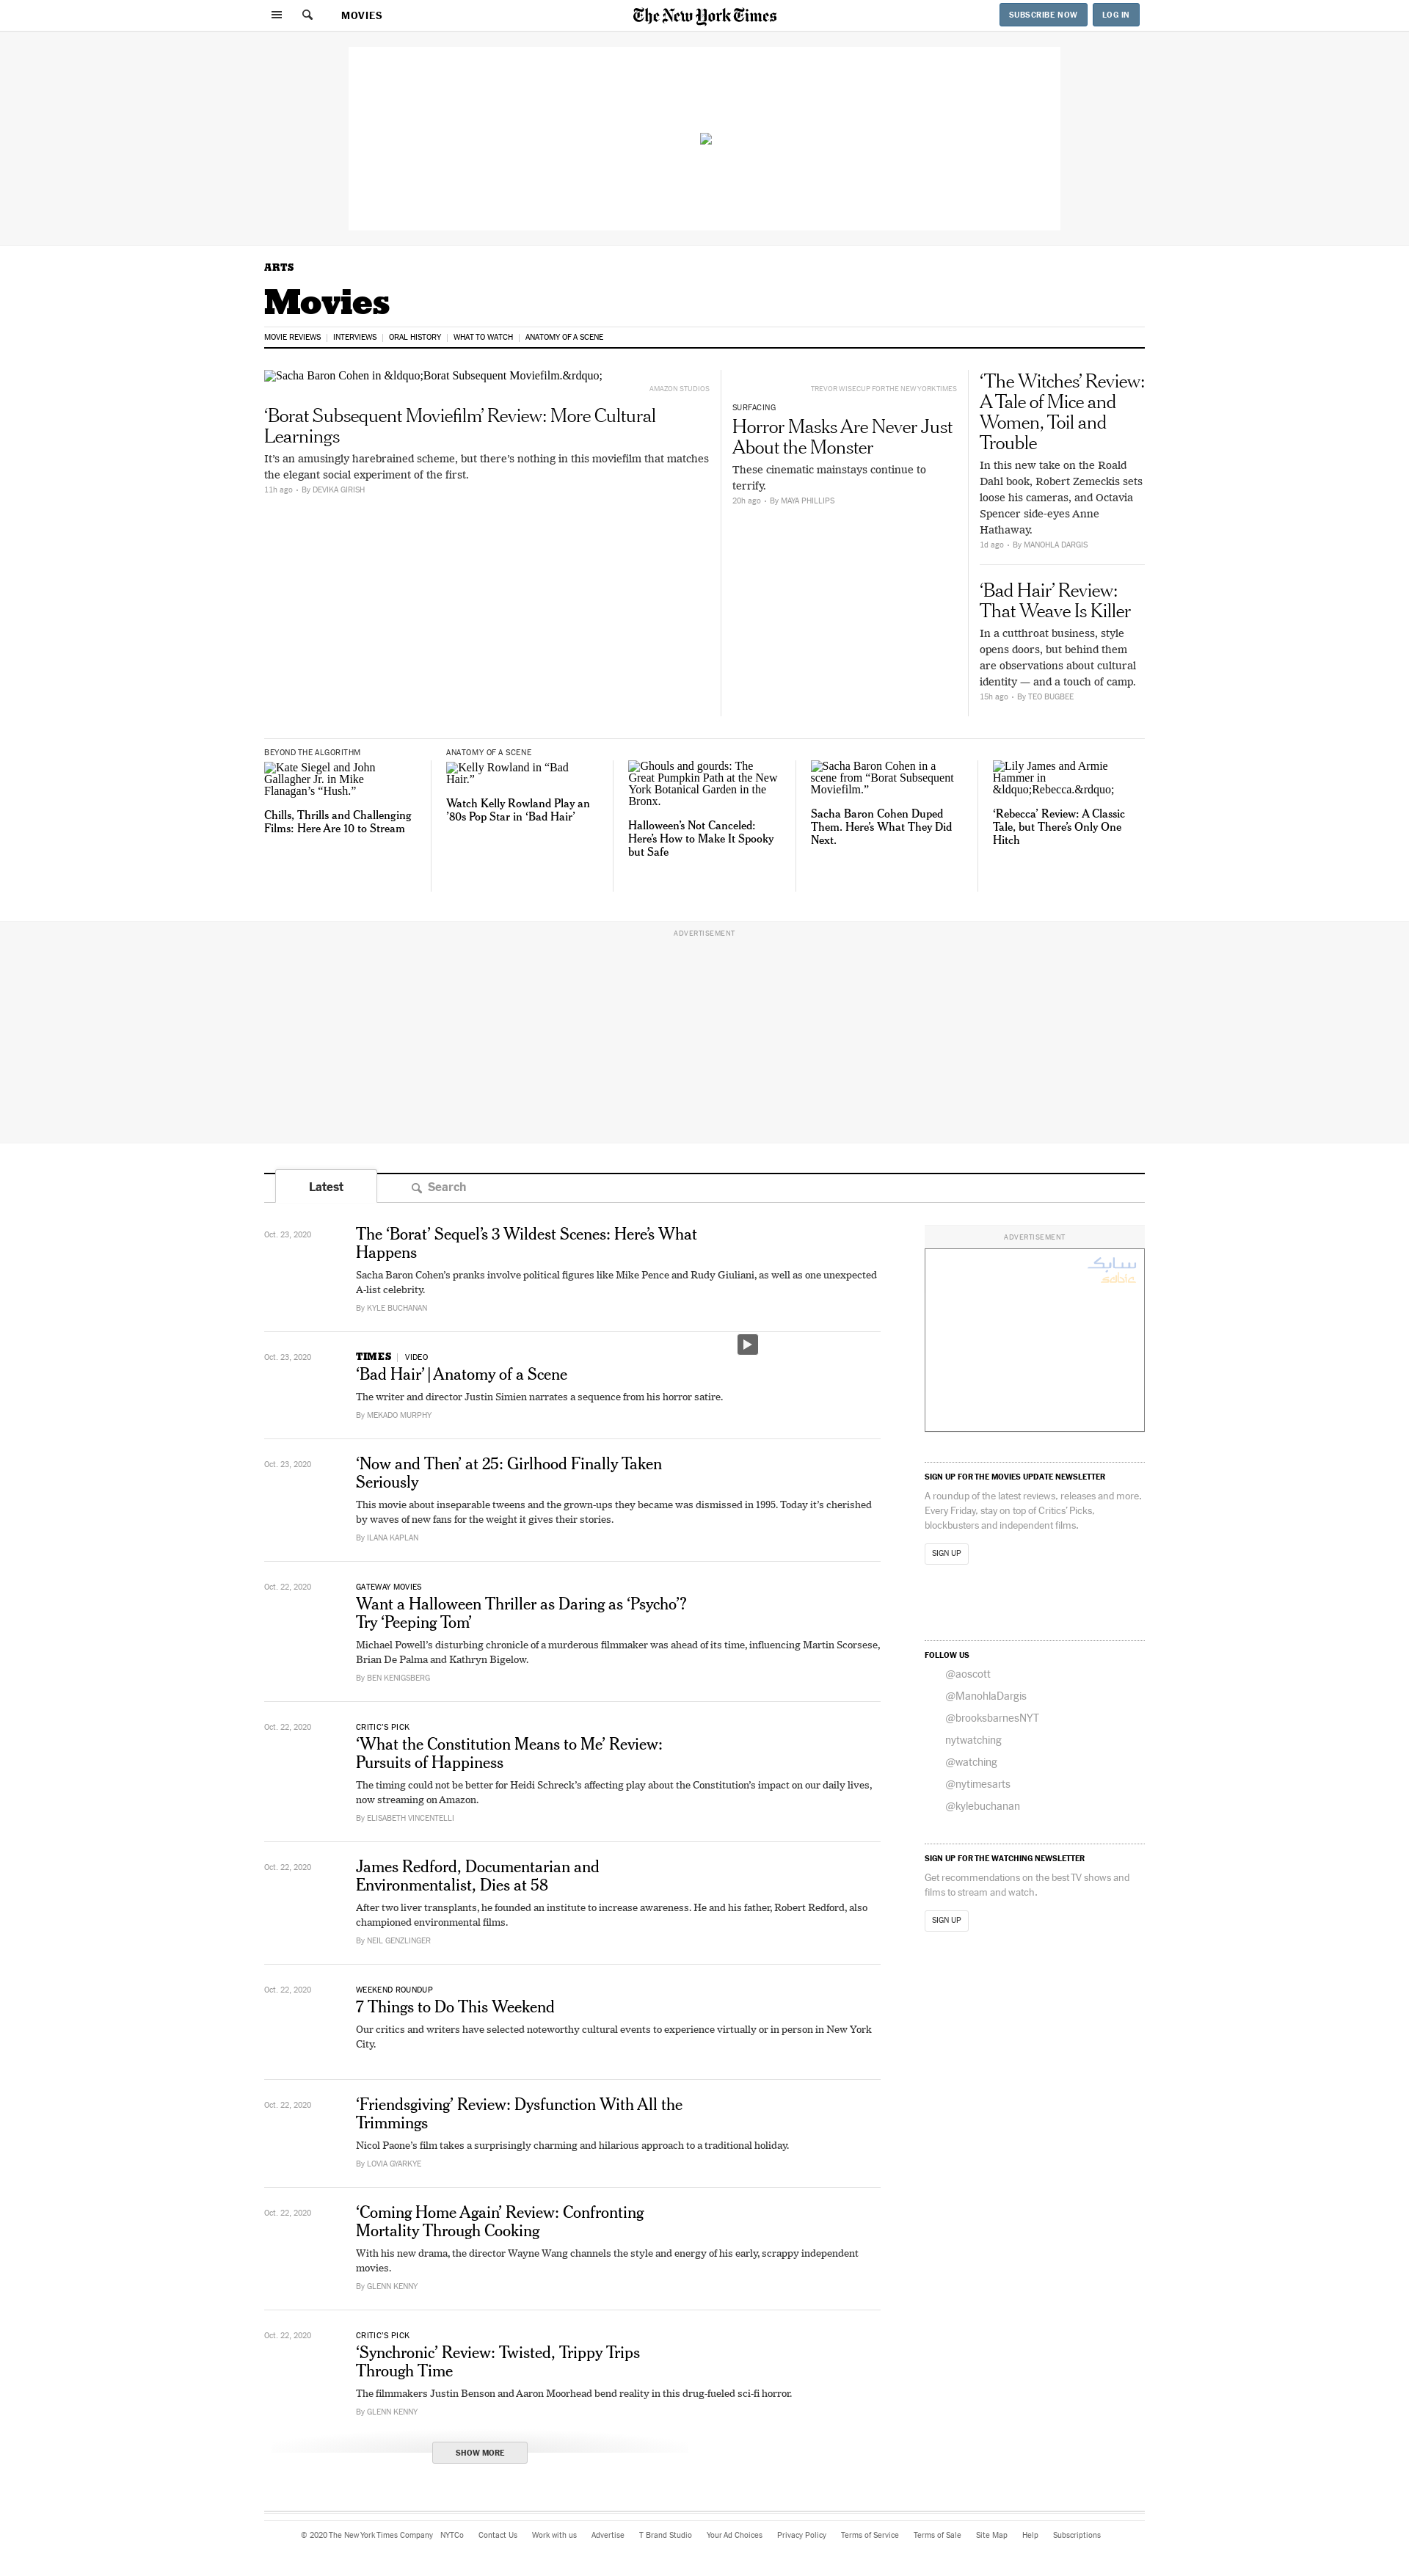 MOVIES
The New York Times
SUBSCRIBE NOW
LOG IN
ARTS
Movies
MOVIE REVIEWS
INTERVIEWS
ORAL HISTORY
WHAT TO WATCH
ANATOMY OF A SCENE
Sacha Baron Cohen in &ldquo;Borat Subsequent Moviefilm.&rdquo;
AMAZON STUDIOS
‘Borat Subsequent Moviefilm’ Review: More Cultural
Learnings
It’s an amusingly harebrained scheme, but there’s nothing in this moviefilm that matches
the elegant social experiment of the first.
11h ago • By DEVIKA GIRISH
TREVOR WISECUP FOR THE NEW YORK TIMES
SURFACING
Horror Masks Are Never Just
About the Monster
These cinematic mainstays continue to
terrify.
20h ago • By MAYA PHILLIPS
‘The Witches’ Review:
A Tale of Mice and
Women, Toil and
Trouble
In this new take on the Roald
Dahl book, Robert Zemeckis sets
loose his cameras, and Octavia
Spencer side-eyes Anne
Hathaway.
1d ago • By MANOHLA DARGIS
‘Bad Hair’ Review:
That Weave Is Killer
In a cutthroat business, style
opens doors, but behind them
are observations about cultural
identity — and a touch of camp.
15h ago • By TEO BUGBEE
BEYOND THE ALGORITHM
Kate Siegel and John
Gallagher Jr. in Mike
Flanagan’s “Hush.”
Chills, Thrills and Challenging
Films: Here Are 10 to Stream
ANATOMY OF A SCENE
Kelly Rowland in “Bad
Hair.”
Watch Kelly Rowland Play an
’80s Pop Star in ‘Bad Hair’
Ghouls and gourds: The
Great Pumpkin Path at the New
York Botanical Garden in the
Bronx.
Halloween’s Not Canceled:
Here’s How to Make It Spooky
but Safe
Sacha Baron Cohen in a
scene from “Borat Subsequent
Moviefilm.”
Sacha Baron Cohen Duped
Them. Here’s What They Did
Next.
Lily James and Armie
Hammer in
&ldquo;Rebecca.&rdquo;
‘Rebecca’ Review: A Classic
Tale, but There’s Only One
Hitch
ADVERTISEMENT
Latest
Search
Oct. 23, 2020
The ‘Borat’ Sequel’s 3 Wildest Scenes: Here’s What
Happens
Sacha Baron Cohen’s pranks involve political figures like Mike Pence and Rudy Giuliani, as well as one unexpected
A-list celebrity.
By KYLE BUCHANAN
Oct. 23, 2020
TIMES VIDEO
‘Bad Hair’ | Anatomy of a Scene
The writer and director Justin Simien narrates a sequence from his horror satire.
By MEKADO MURPHY
Oct. 23, 2020
‘Now and Then’ at 25: Girlhood Finally Taken
Seriously
This movie about inseparable tweens and the grown-ups they became was dismissed in 1995. Today it’s cherished
by waves of new fans for the weight it gives their stories.
By ILANA KAPLAN
Oct. 22, 2020
GATEWAY MOVIES
Want a Halloween Thriller as Daring as ‘Psycho’?
Try ‘Peeping Tom’
Michael Powell’s disturbing chronicle of a murderous filmmaker was ahead of its time, influencing Martin Scorsese,
Brian De Palma and Kathryn Bigelow.
By BEN KENIGSBERG
Oct. 22, 2020
CRITIC’S PICK
‘What the Constitution Means to Me’ Review:
Pursuits of Happiness
The timing could not be better for Heidi Schreck’s affecting play about the Constitution’s impact on our daily lives,
now streaming on Amazon.
By ELISABETH VINCENTELLI
Oct. 22, 2020
James Redford, Documentarian and
Environmentalist, Dies at 58
After two liver transplants, he founded an institute to increase awareness. He and his father, Robert Redford, also
championed environmental films.
By NEIL GENZLINGER
Oct. 22, 2020
WEEKEND ROUNDUP
7 Things to Do This Weekend
Our critics and writers have selected noteworthy cultural events to experience virtually or in person in New York
City.
Oct. 22, 2020
‘Friendsgiving’ Review: Dysfunction With All the
Trimmings
Nicol Paone’s film takes a surprisingly charming and hilarious approach to a traditional holiday.
By LOVIA GYARKYE
Oct. 22, 2020
‘Coming Home Again’ Review: Confronting
Mortality Through Cooking
With his new drama, the director Wayne Wang channels the style and energy of his early, scrappy independent
movies.
By GLENN KENNY
Oct. 22, 2020
CRITIC’S PICK
‘Synchronic’ Review: Twisted, Trippy Trips
Through Time
The filmmakers Justin Benson and Aaron Moorhead bend reality in this drug-fueled sci-fi horror.
By GLENN KENNY
SHOW MORE
ADVERTISEMENT
سابك
sabic
SIGN UP FOR THE MOVIES UPDATE NEWSLETTER
A roundup of the latest reviews, releases and more.
Every Friday, stay on top of Critics’ Picks,
blockbusters and independent films.
SIGN UP
FOLLOW US
@aoscott
@ManohlaDargis
@brooksbarnesNYT
nytwatching
@watching
@nytimesarts
@kylebuchanan
SIGN UP FOR THE WATCHING NEWSLETTER
Get recommendations on the best TV shows and
films to stream and watch.
SIGN UP
© 2020 The New York Times Company NYTCo Contact Us Work with us Advertise T Brand Studio Your Ad Choices Privacy Policy Terms of Service Terms of Sale Site Map Help Subscriptions